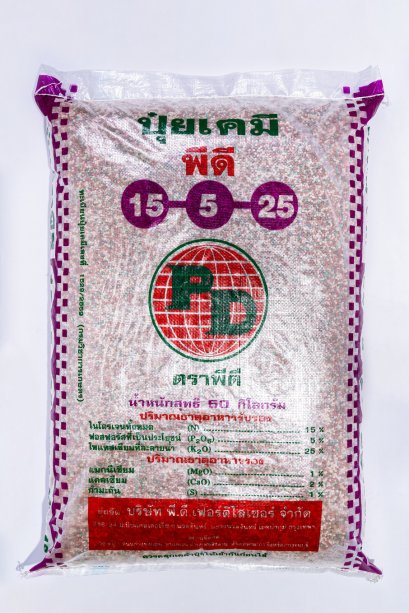 ปุ๋ยเคมี
พีดี
15-5-25
PD
ตราพีดี
น้ำหนักสุทธิ 50 กิโลกรัม
ปริมาณธาตุอาหารรับรอง
ไนโตรเจนทั้งหมด (N) 15 %
ฟอสฟอรัสที่เป็นประโยชน์ (P₂O₅) 5 %
โพแทสเซียมที่ละลายน้ำ (K₂O) 25 %
ปริมาณธาตุอาหารรอง
แมกนีเซียม (MgO) 1 %
แคลเซียม (CaO) 2 %
กำมะถัน (S) 1 %
บริษัท พี.ดี เฟอร์ติไลเซอร์ จำกัด